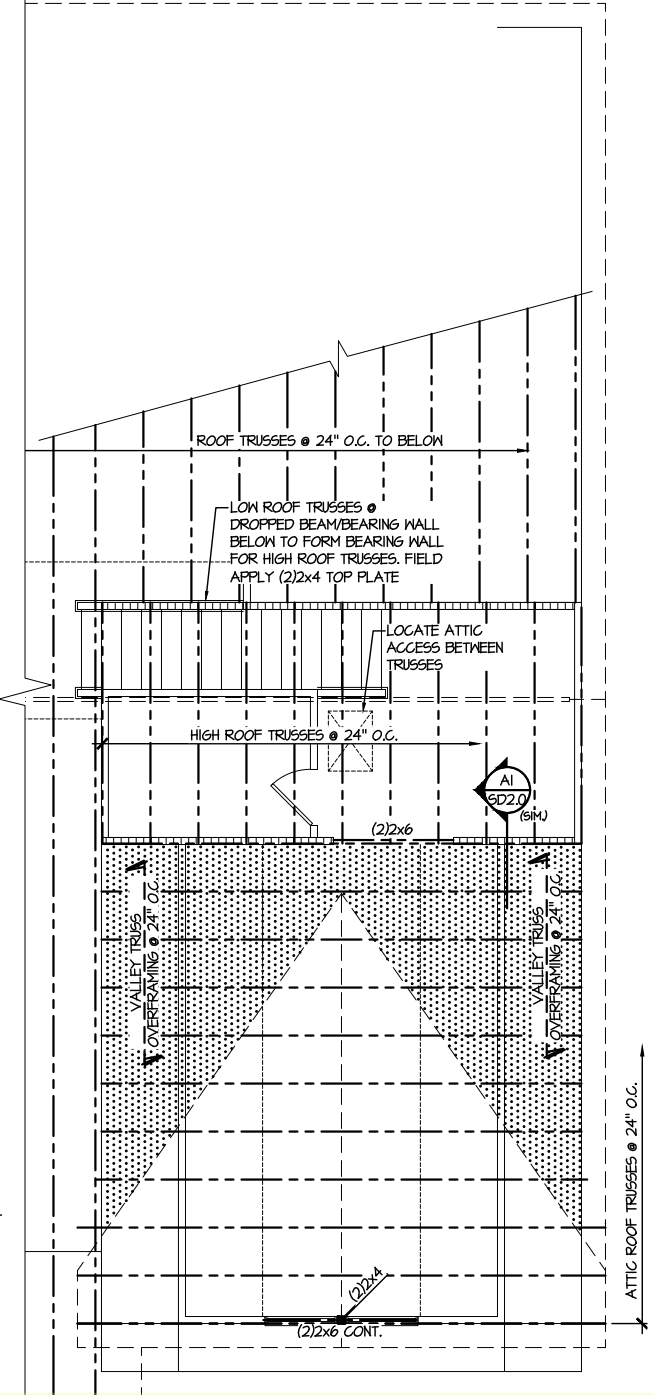 ROOF TRUSSES @ 24" O.C. TO BELOW
LOW ROOF TRUSSES @
DROPPED BEAM/BEARING WALL
BELOW TO FORM BEARING WALL
FOR HIGH ROOF TRUSSES. FIELD
APPLY (2)2x4 TOP PLATE
LOCATE ATTIC
ACCESS BETWEEN
TRUSSES
HIGH ROOF TRUSSES @ 24" O.C.
A1
SD2.0
(SIM.)
(2)2x6
VALLEY TRUSS
OVERFRAMING @ 24" O.C.
VALLEY TRUSS
OVERFRAMING @ 24" O.C.
ATTIC ROOF TRUSSES @ 24" O.C.
(2)2x4
(2)2x6 CONT.